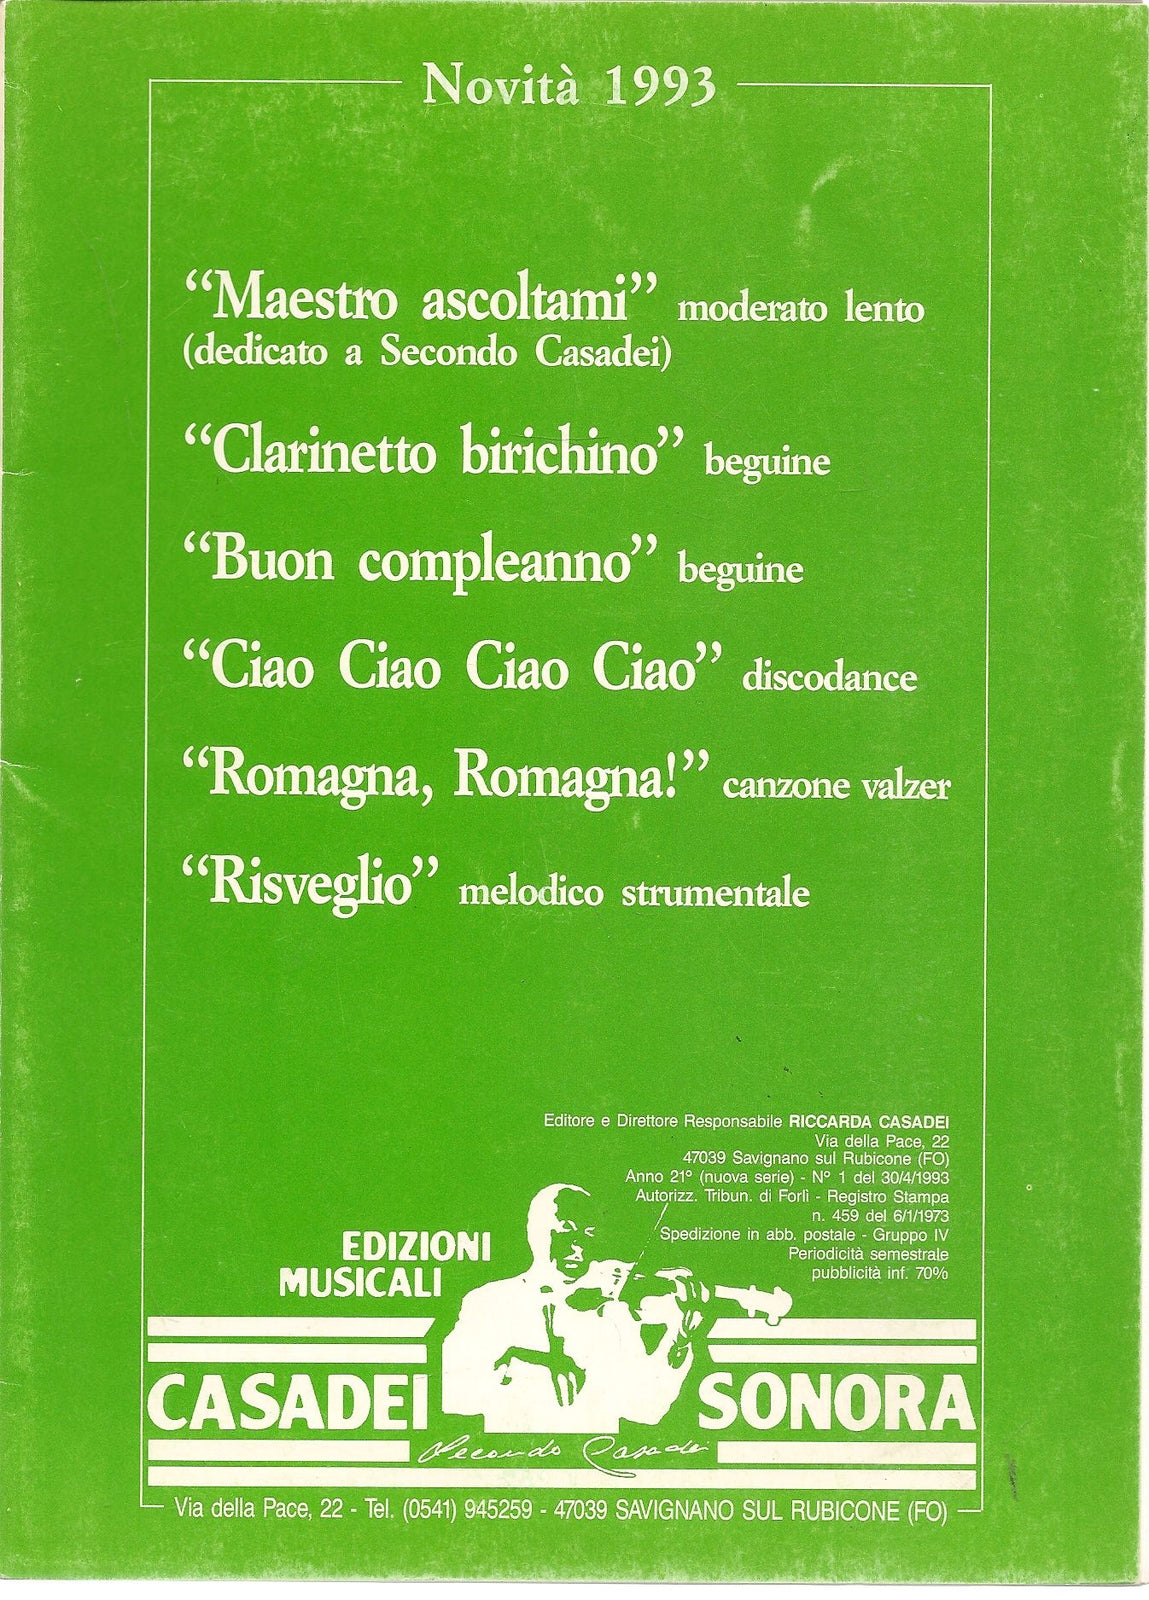 Novità 1993
“Maestro ascoltami” moderato lento
(dedicato a Secondo Casadei)
“Clarinetto birichino” beguine
“Buon compleanno” beguine
“Ciao Ciao Ciao Ciao” discodance
“Romagna, Romagna!” canzone valzer
“Risveglio” melodico strumentale
Editore e Direttore Responsabile RICCARDA CASADEI
Via della Pace, 22
47039 Savignano sul Rubicone (FO)
Anno 21° (nuova serie) - N° 1 del 30/4/1993
Autorizz. Tribun. di Forlì - Registro Stampa
n. 459 del 6/1/1973
Spedizione in abb. postale - Gruppo IV
Periodicità semestrale
pubblicità inf. 70%
EDIZIONI
MUSICALI
CASADEI SONORA
Secondo Casadei
Via della Pace, 22 - Tel. (0541) 945259 - 47039 SAVIGNANO SUL RUBICONE (FO)